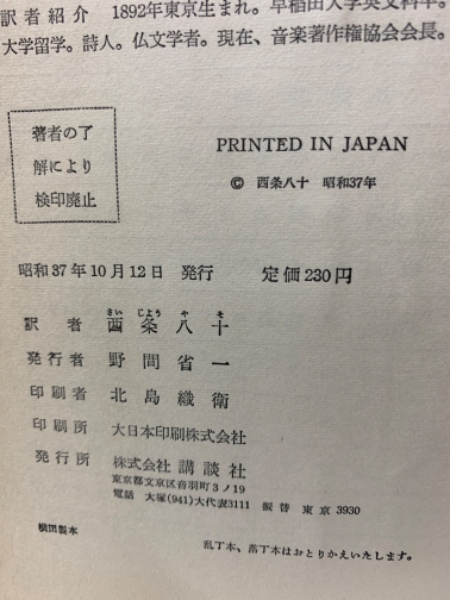 訳者紹介 1892年東京生まれ。早稲田大学英文科卒。
大学留学。詩人。仏文学者。現在、音楽著作権協会会長。
著者の了
解により
検印廃止
PRINTED IN JAPAN
© 西条八十 昭和37年
昭和37年10月12日 発行 定価230円
さい じょう や そ
訳者 西条八十
発行者 野間省一
印刷者 北島織衛
印刷所 大日本印刷株式会社
発行所 株式会社 講談社
東京都文京区音羽町3ノ19
電話 大塚(941)大代表3111 振替 東京 3930
乱丁本、落丁本はおとりかえいたします。